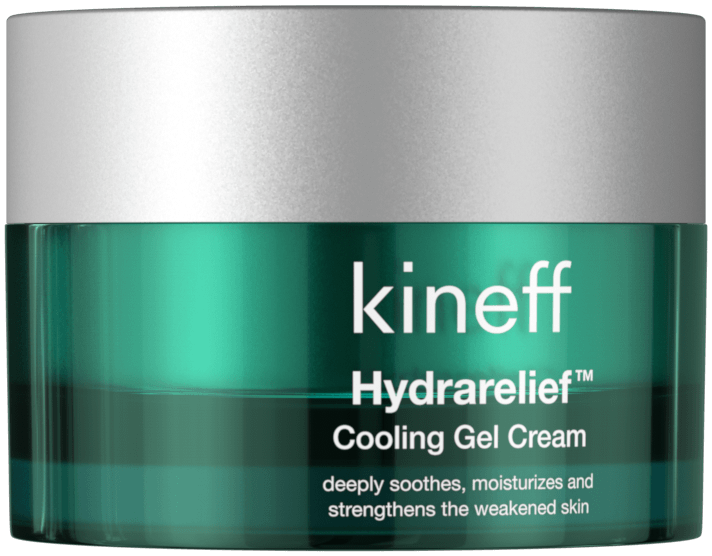 kineff
Hydrarelief™
Cooling Gel Cream
deeply soothes, moisturizes and
strengthens the weakened skin